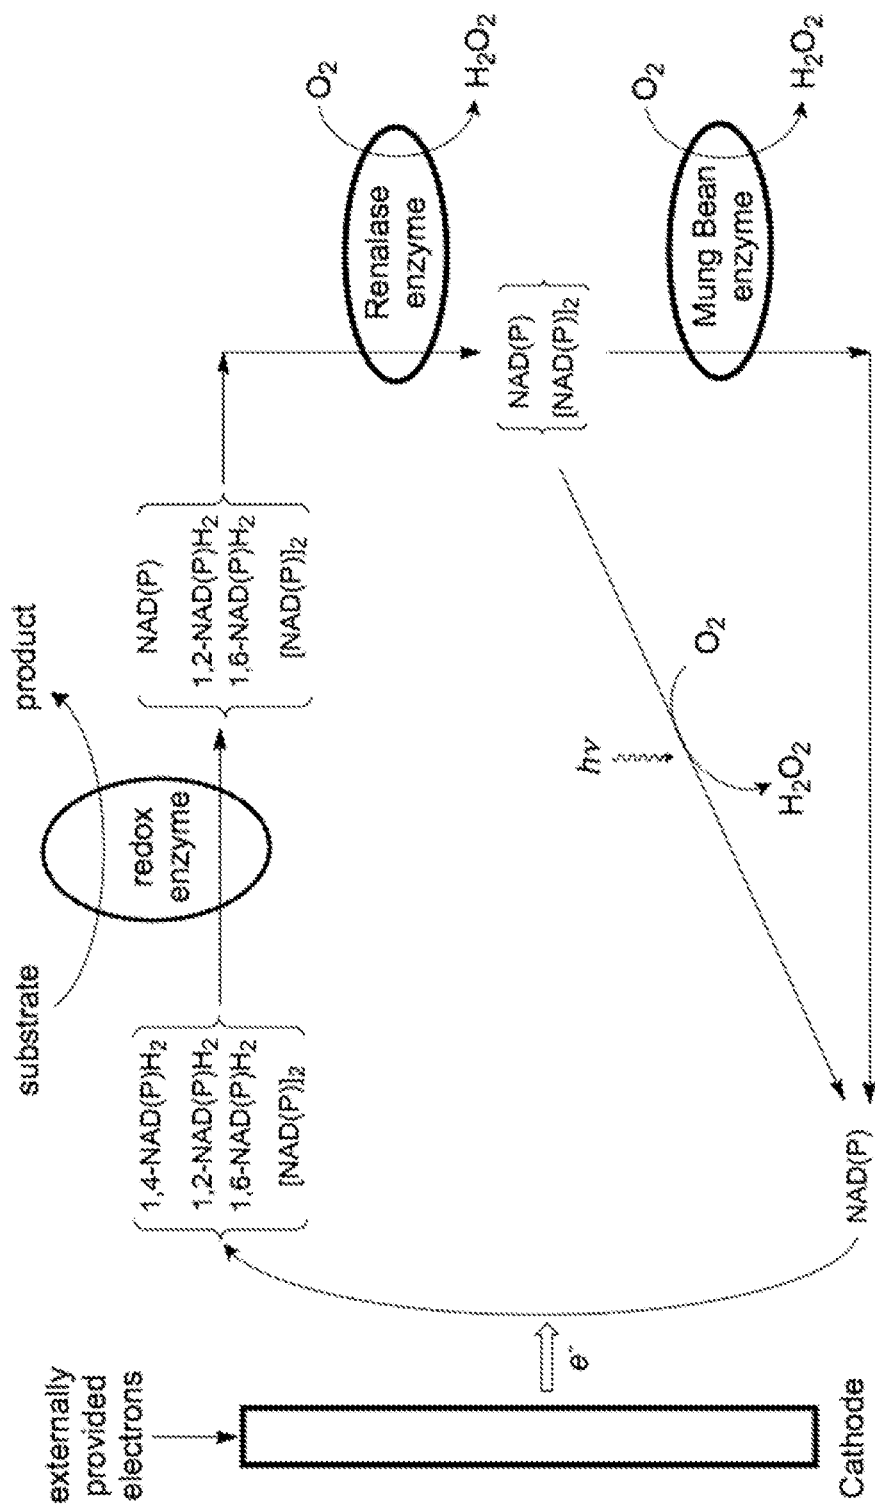 externally
provided
electrons
Cathode
e⁻
NAD(P)
1,4-NAD(P)H₂
1,2-NAD(P)H₂
1,6-NAD(P)H₂
[NAD(P)]₂
substrate
redox
enzyme
product
NAD(P)
1,2-NAD(P)H₂
1,6-NAD(P)H₂
[NAD(P)]₂
Renalase
enzyme
O₂
H₂O₂
NAD(P)
[NAD(P)]₂
Mung Bean
enzyme
O₂
H₂O₂
hv
O₂
H₂O₂